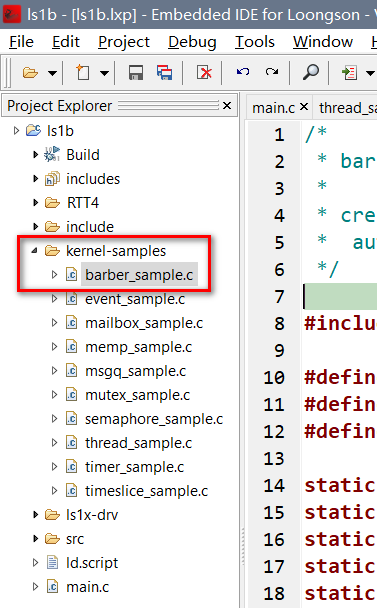 ls1b - [ls1b.lxp] - Embedded IDE for Loongson -
File Edit Project Debug Tools Window
Project Explorer
ls1b
Build
includes
RTT4
include
kernel-samples
barber_sample.c
event_sample.c
mailbox_sample.c
memp_sample.c
msgq_sample.c
mutex_sample.c
semaphore_sample.c
thread_sample.c
timer_sample.c
timeslice_sample.c
ls1x-drv
src
ld.script
main.c
main.c thread_sa
1 /*
2 * bar
3 *
4 * cre
5 * au
6 */
7
8 #inclu
9
10 #defin
11 #defin
12 #defin
13
14 static
15 static
16 static
17 static
18 static